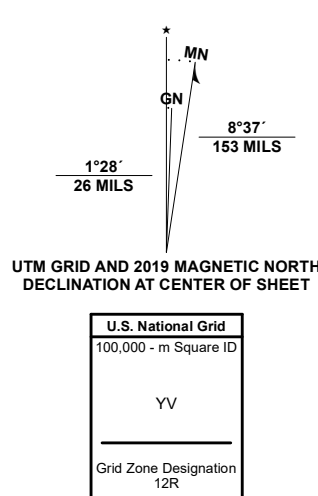 ★
MN
GN
8°37´
153 MILS
1°28´
26 MILS
UTM GRID AND 2019 MAGNETIC NORTH
DECLINATION AT CENTER OF SHEET
U.S. National Grid
100,000 - m Square ID
YV
Grid Zone Designation
12R